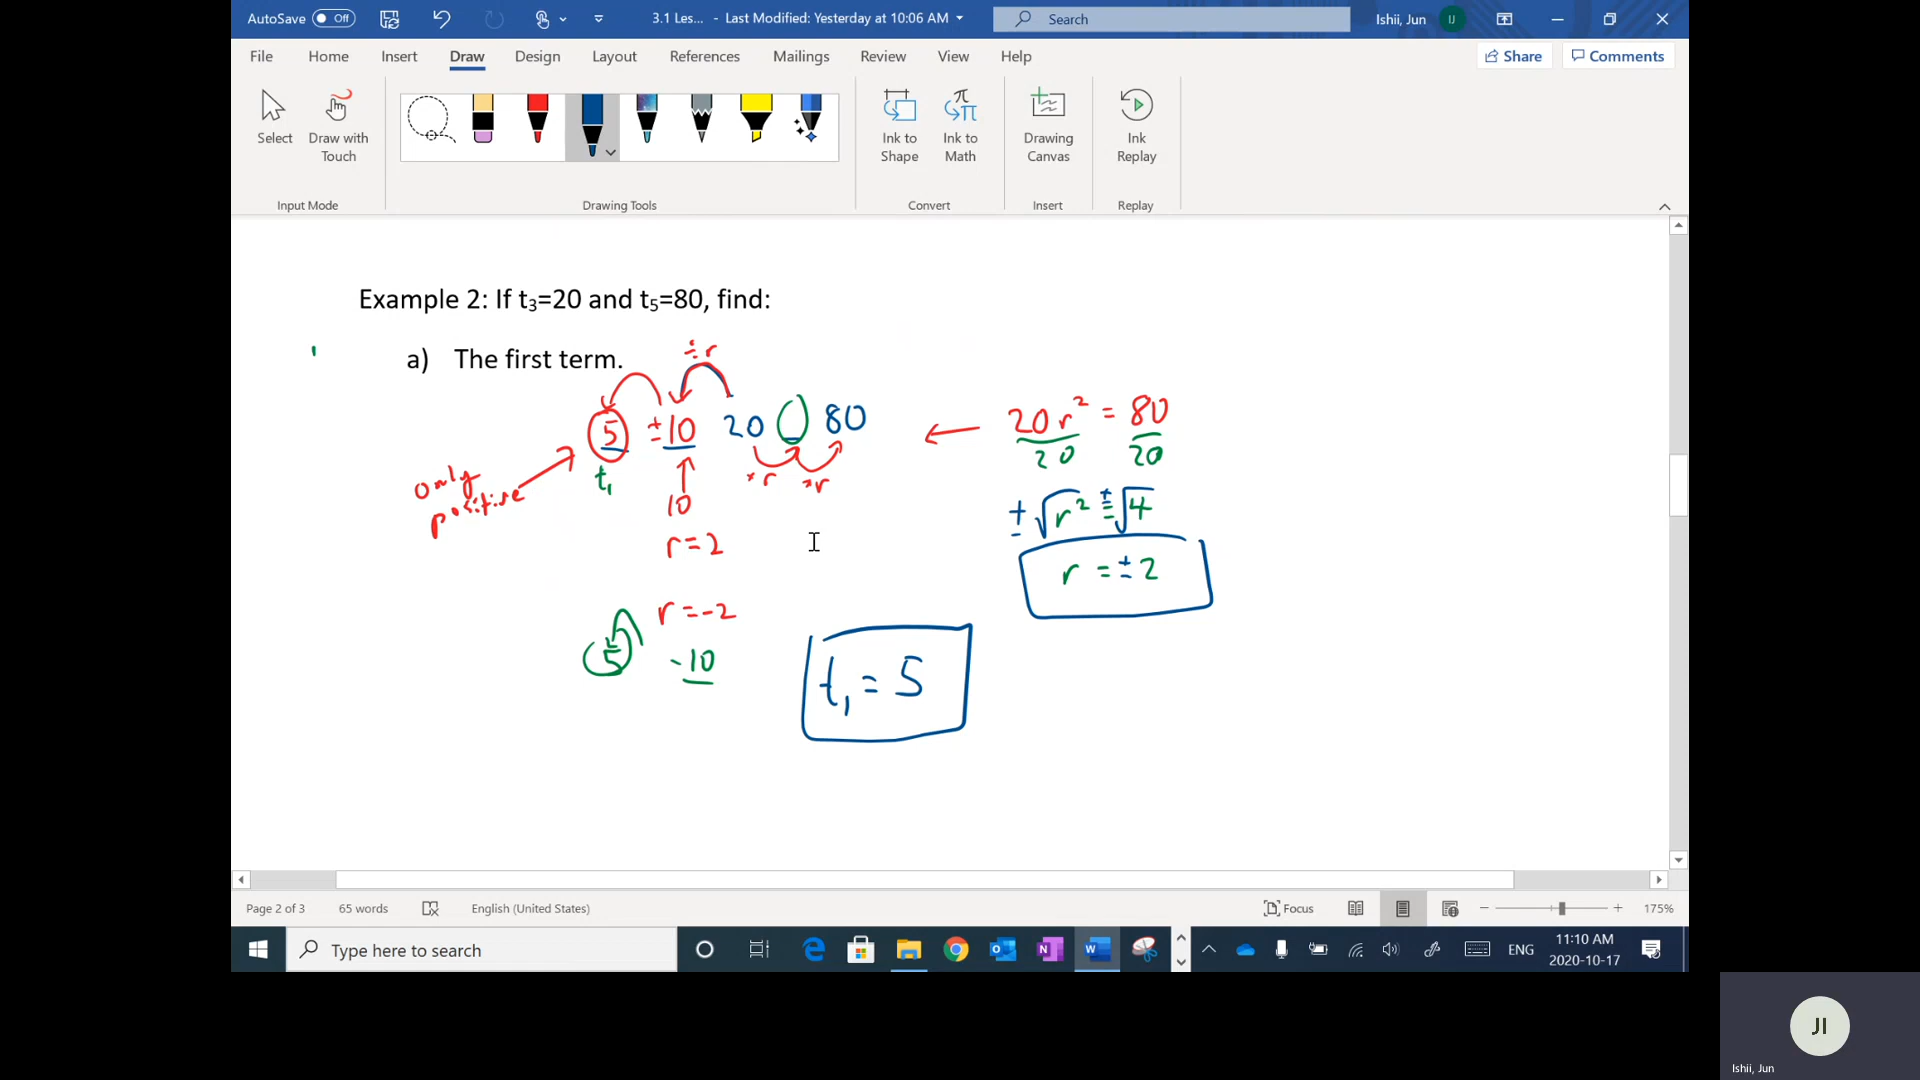 AutoSave Off 3.1 Les... - Last Modified: Yesterday at 10:06 AM Search Ishii, Jun IJ
File Home Insert Draw Design Layout References Mailings Review View Help Share Comments
Select Draw with Touch Ink to Shape Ink to Math Drawing Canvas Ink Replay
Input Mode Drawing Tools Convert Insert Replay
Example 2: If t₃=20 and t₅=80, find:
a) The first term.
÷r
5 ±10 20 80
t₁ ×r ×r
only positive
10
r=2
r=-2
5 -10
t₁ = 5
20r² = 80
20 20
±√r² = ±√4
r = ±2
Page 2 of 3 65 words English (United States) Focus 175%
Type here to search ENG 11:10 AM
2020-10-17
JI
Ishii, Jun